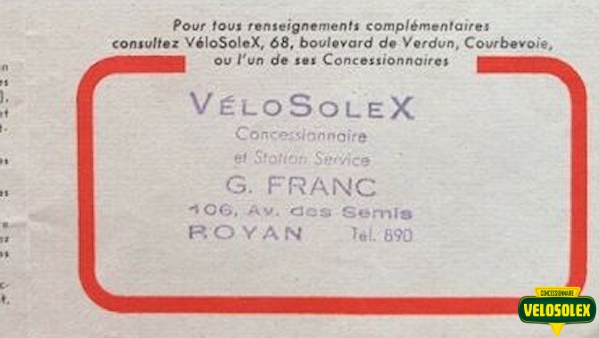 Pour tous renseignements complémentaires
consultez VéloSoleX, 68, boulevard de Verdun, Courbevoie,
ou l'un de ses Concessionnaires
VÉLOSOLEX
Concessionnaire
et Station Service
G. FRANC
106, Av. des Semis
ROYAN Tél. 890
CONCESSIONNAIRE
VELOSOLEX